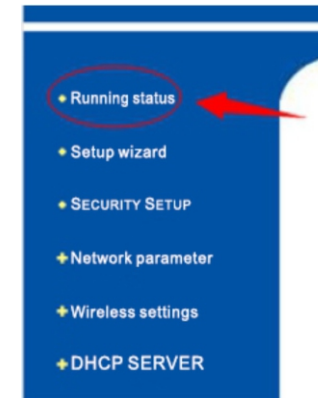 Running status
Setup wizard
SECURITY SETUP
Network parameter
Wireless settings
DHCP SERVER